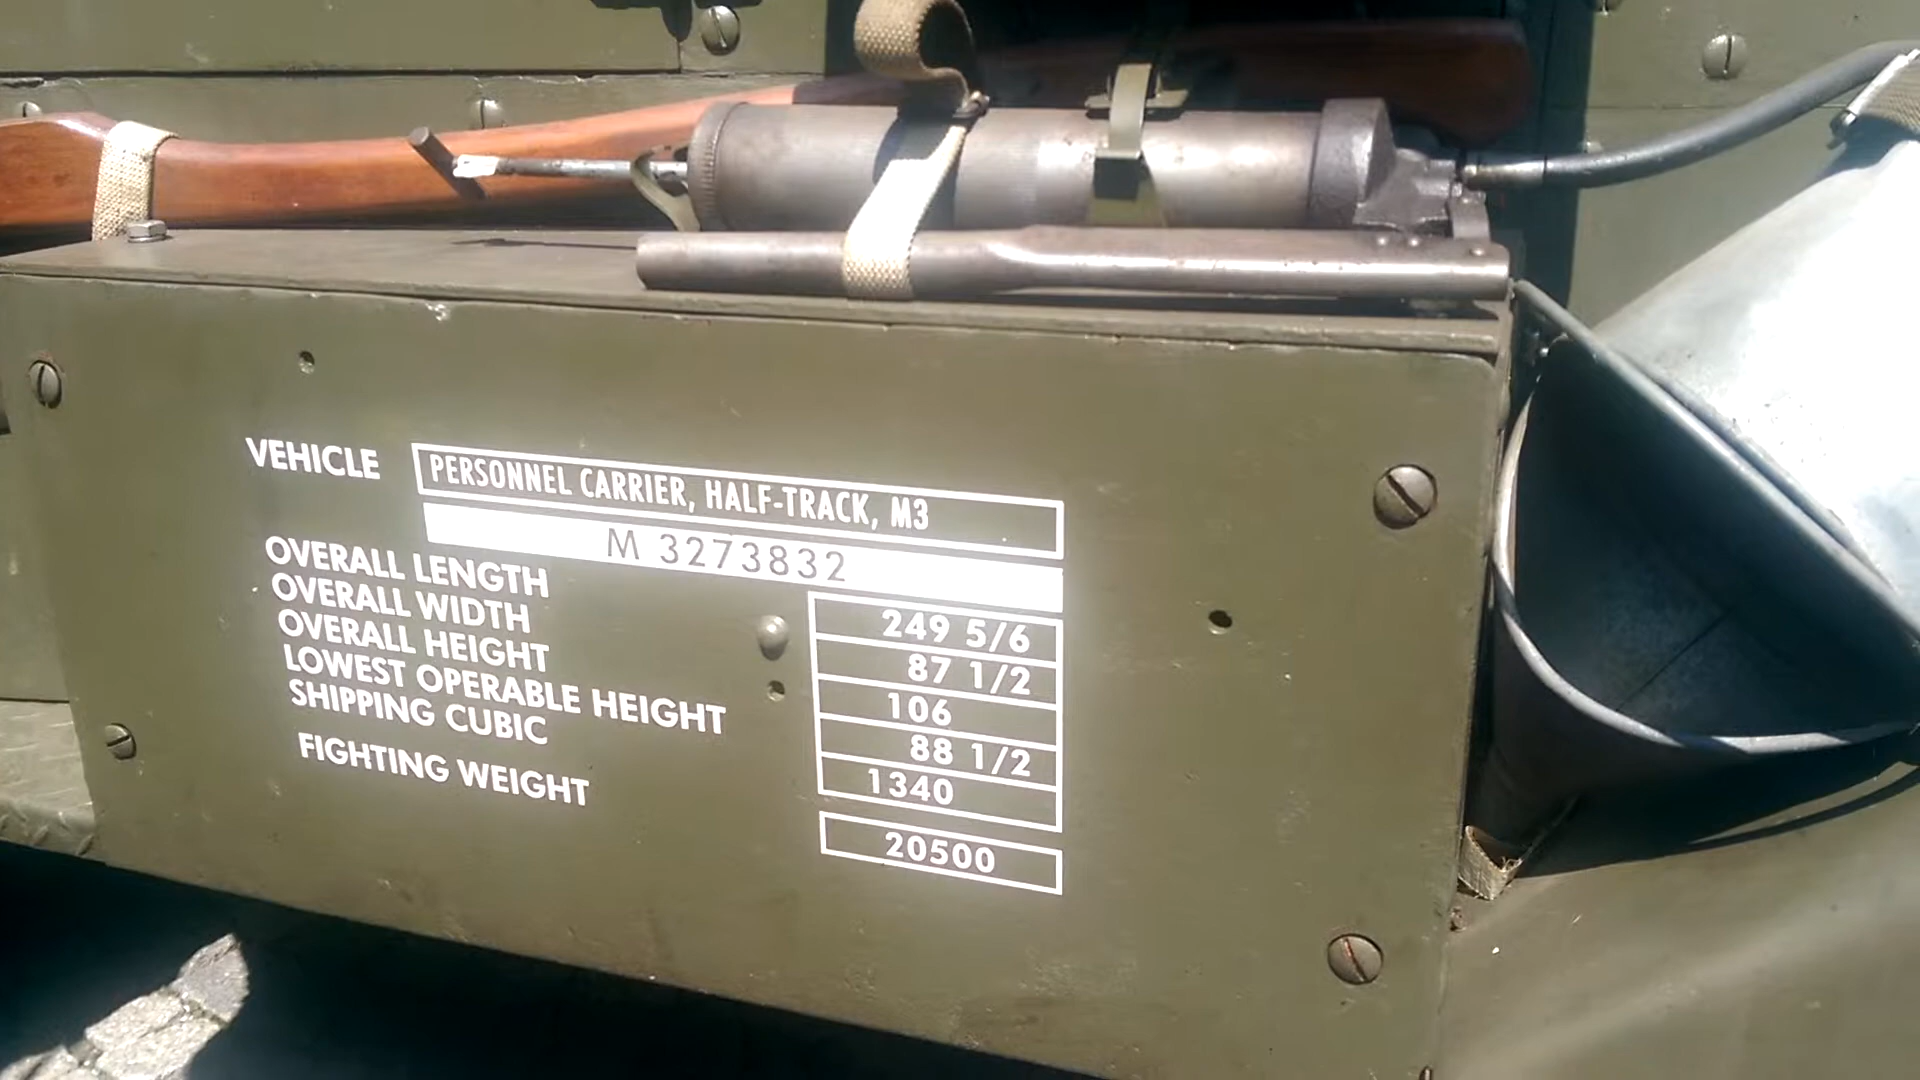 VEHICLE PERSONNEL CARRIER, HALF-TRACK, M3
M 3273832
OVERALL LENGTH 249 5/6
OVERALL WIDTH 87 1/2
OVERALL HEIGHT 106
LOWEST OPERABLE HEIGHT 88 1/2
SHIPPING CUBIC 1340
FIGHTING WEIGHT 20500